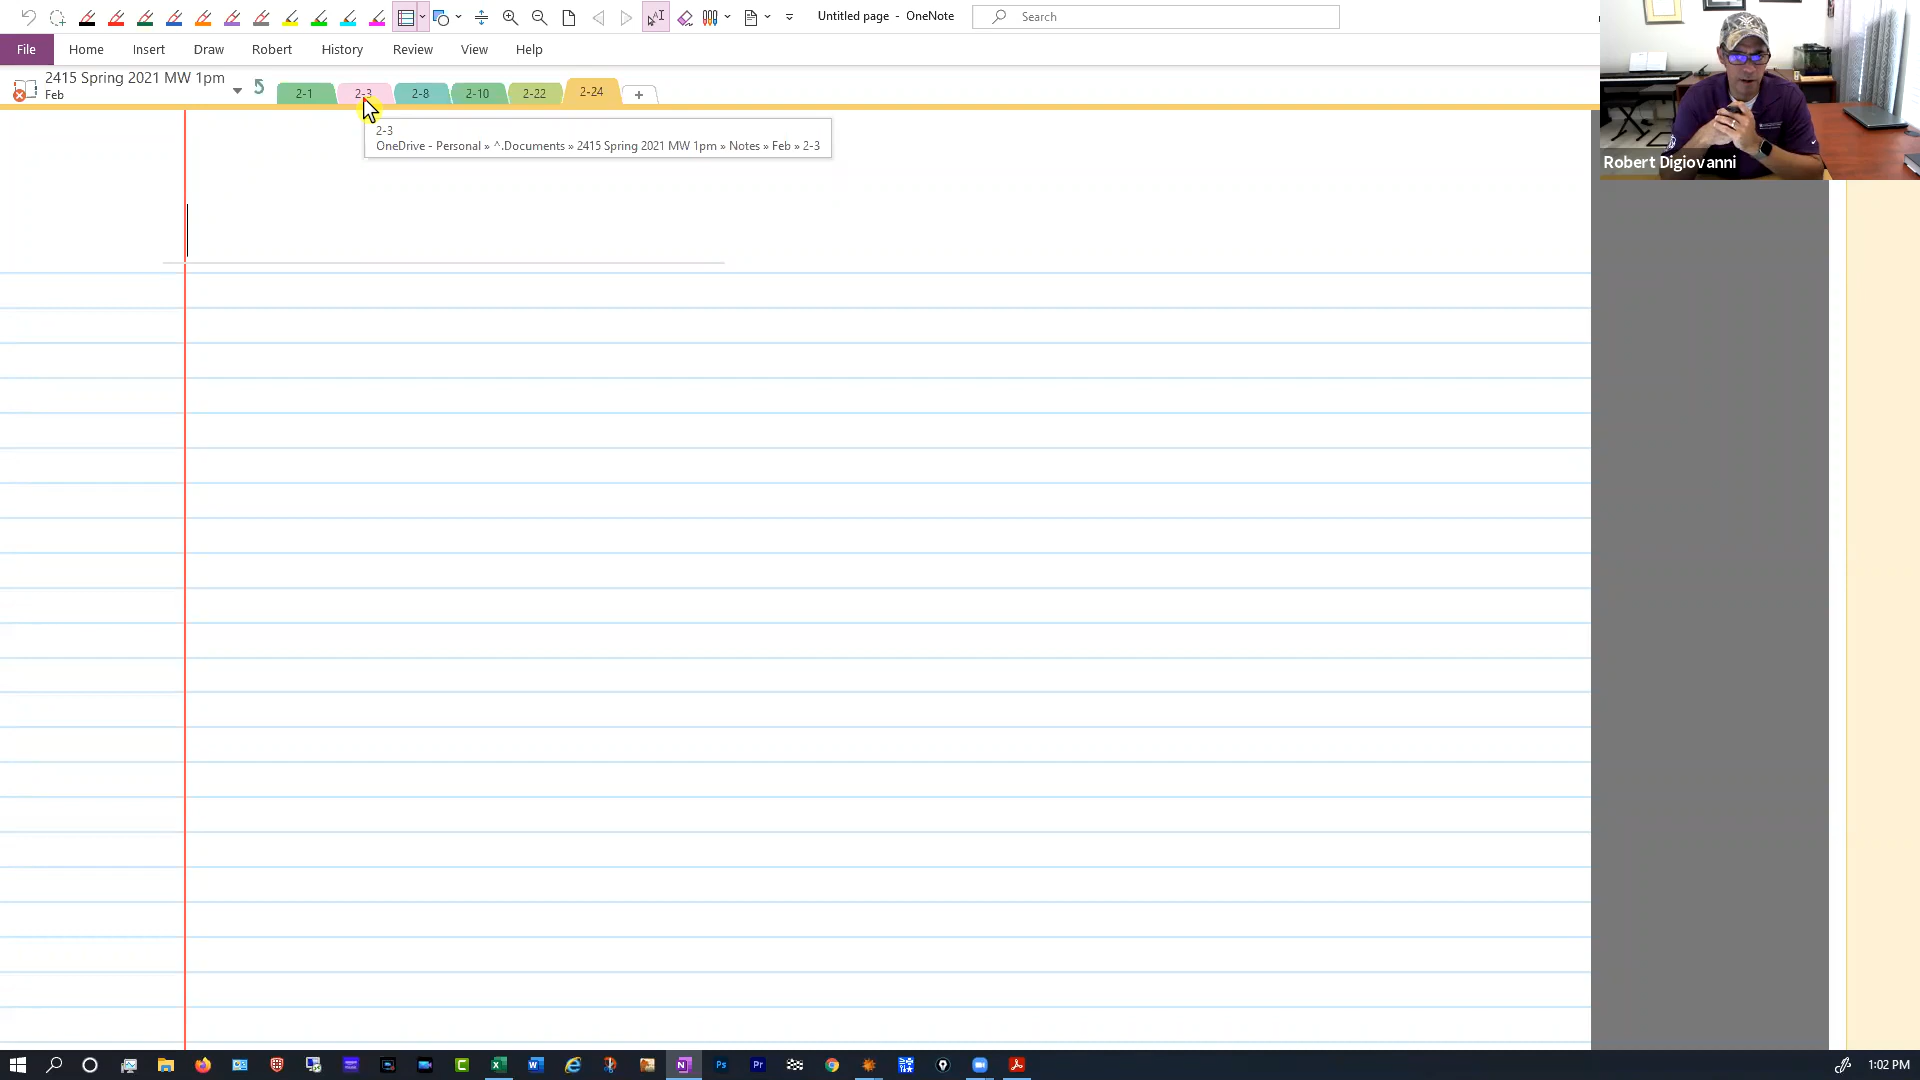 Untitled page - OneNote
Search
File
Home
Insert
Draw
Robert
History
Review
View
Help
2415 Spring 2021 MW 1pm
Feb
2-1
2-3
2-8
2-10
2-22
2-24
2-3
OneDrive - Personal » ^.Documents » 2415 Spring 2021 MW 1pm » Notes » Feb » 2-3
Robert Digiovanni
1:02 PM